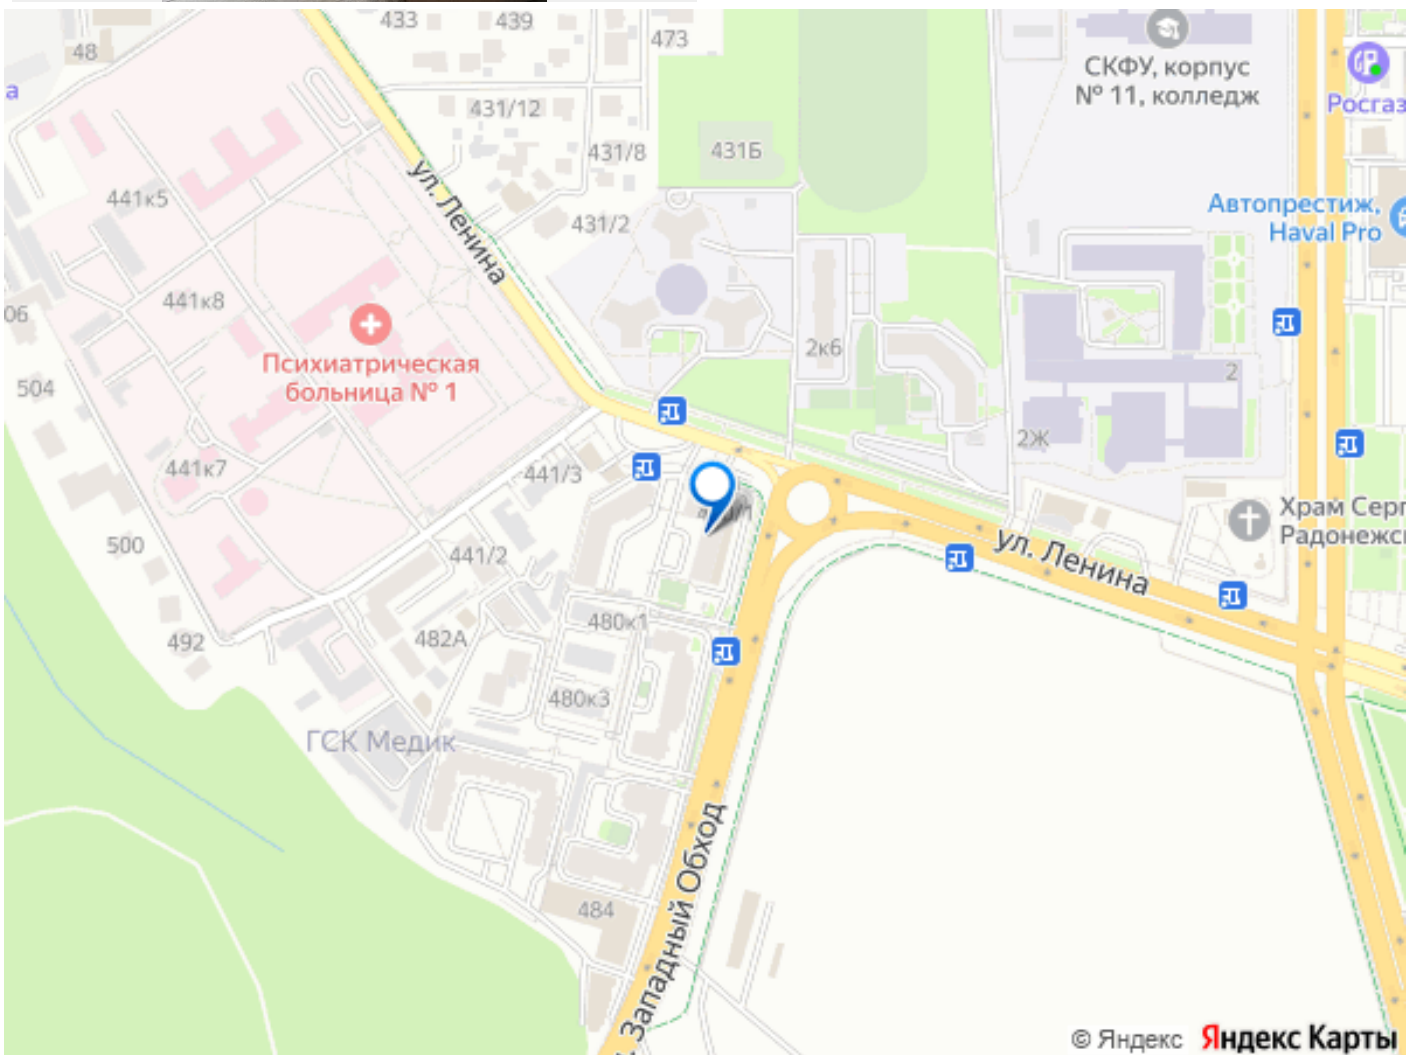 433
439
473
48
а
СКФУ, корпус
№ 11, колледж
Росгаз
431/12
431/8
431Б
441к5
ул. Ленина
431/2
Автопрестиж,
Haval Pro
441к8
06
Психиатрическая
больница № 1
2к6
504
2
2Ж
441/3
441к7
Храм Серг
Радонежс
500
441/2
ул. Ленина
492
482А
480к1
480к3
ГСК Медик
484
Западный Обход
© Яндекс Яндекс Карты